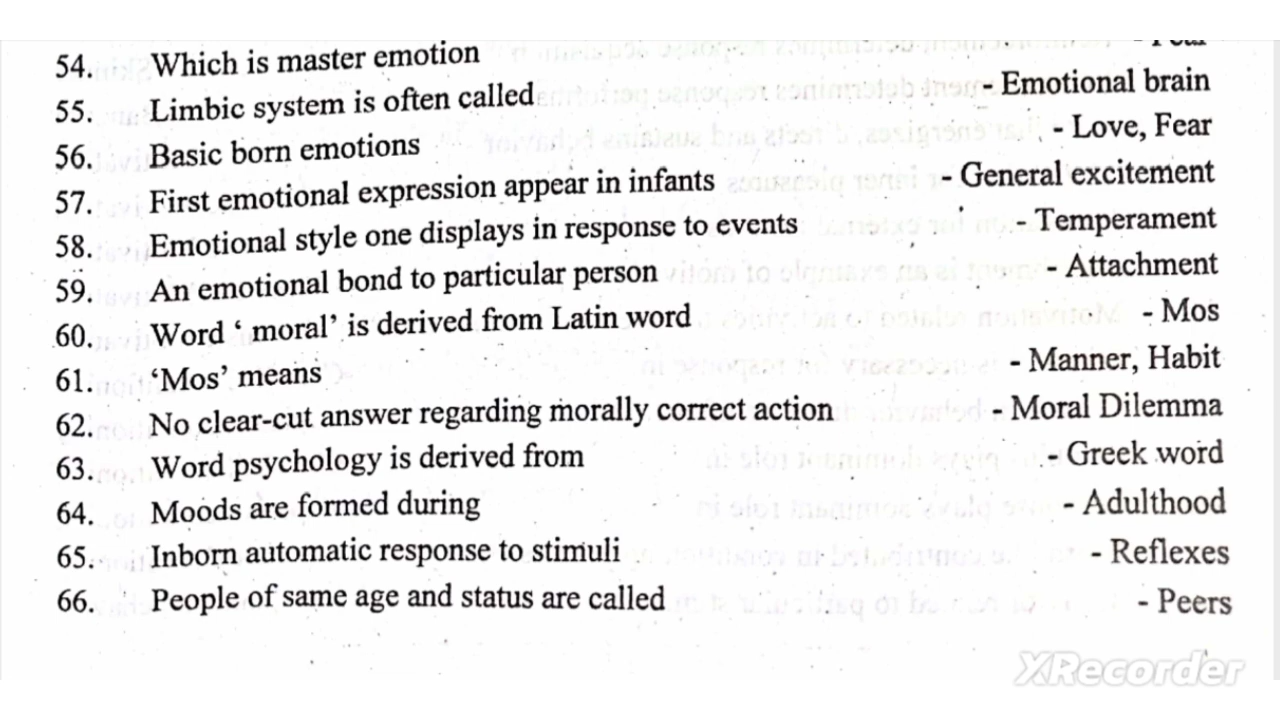 54. Which is master emotion - Fear
55. Limbic system is often called - Emotional brain
56. Basic born emotions - Love, Fear
57. First emotional expression appear in infants - General excitement
58. Emotional style one displays in response to events - Temperament
59. An emotional bond to particular person - Attachment
60. Word ‘ moral’ is derived from Latin word - Mos
61. ‘Mos’ means - Manner, Habit
62. No clear-cut answer regarding morally correct action - Moral Dilemma
63. Word psychology is derived from - Greek word
64. Moods are formed during - Adulthood
65. Inborn automatic response to stimuli - Reflexes
66. People of same age and status are called - Peers
XRecorder